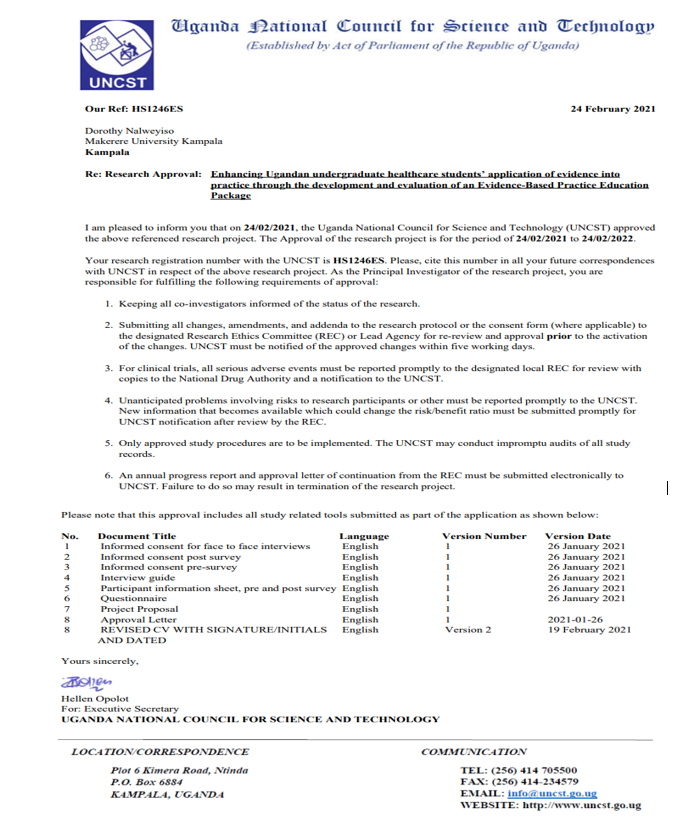 Uganda National Council for Science and Technology
(Established by Act of Parliament of the Republic of Uganda)
UNCST
Our Ref: HS1246ES 24 February 2021
Dorothy Nalweyiso
Makerere University Kampala
Kampala
Re: Research Approval: Enhancing Ugandan undergraduate healthcare students' application of evidence into
practice through the development and evaluation of an Evidence-Based Practice Education
Package
I am pleased to inform you that on 24/02/2021, the Uganda National Council for Science and Technology (UNCST) approved
the above referenced research project. The Approval of the research project is for the period of 24/02/2021 to 24/02/2022.
Your research registration number with the UNCST is HS1246ES. Please, cite this number in all your future correspondences
with UNCST in respect of the above research project. As the Principal Investigator of the research project, you are
responsible for fulfilling the following requirements of approval:
1. Keeping all co-investigators informed of the status of the research.
2. Submitting all changes, amendments, and addenda to the research protocol or the consent form (where applicable) to
the designated Research Ethics Committee (REC) or Lead Agency for re-review and approval prior to the activation
of the changes. UNCST must be notified of the approved changes within five working days.
3. For clinical trials, all serious adverse events must be reported promptly to the designated local REC for review with
copies to the National Drug Authority and a notification to the UNCST.
4. Unanticipated problems involving risks to research participants or other must be reported promptly to the UNCST.
New information that becomes available which could change the risk/benefit ratio must be submitted promptly for
UNCST notification after review by the REC.
5. Only approved study procedures are to be implemented. The UNCST may conduct impromptu audits of all study
records.
6. An annual progress report and approval letter of continuation from the REC must be submitted electronically to
UNCST. Failure to do so may result in termination of the research project.
Please note that this approval includes all study related tools submitted as part of the application as shown below:
No. Document Title Language Version Number Version Date
1 Informed consent for face to face interviews English 1 26 January 2021
2 Informed consent post survey English 1 26 January 2021
3 Informed consent pre-survey English 1 26 January 2021
4 Interview guide English 1 26 January 2021
5 Participant information sheet, pre and post survey English 1 26 January 2021
6 Questionnaire English 1 26 January 2021
7 Project Proposal English 1
8 Approval Letter English 1 2021-01-26
8 REVISED CV WITH SIGNATURE/INITIALS English Version 2 19 February 2021
AND DATED
Yours sincerely,
Hellen Opolot
For: Executive Secretary
UGANDA NATIONAL COUNCIL FOR SCIENCE AND TECHNOLOGY
LOCATION/CORRESPONDENCE COMMUNICATION
Plot 6 Kimera Road, Ntinda TEL: (256) 414 705500
P.O. Box 6884 FAX: (256) 414-234579
KAMPALA, UGANDA EMAIL: info@uncst.go.ug
WEBSITE: http://www.uncst.go.ug